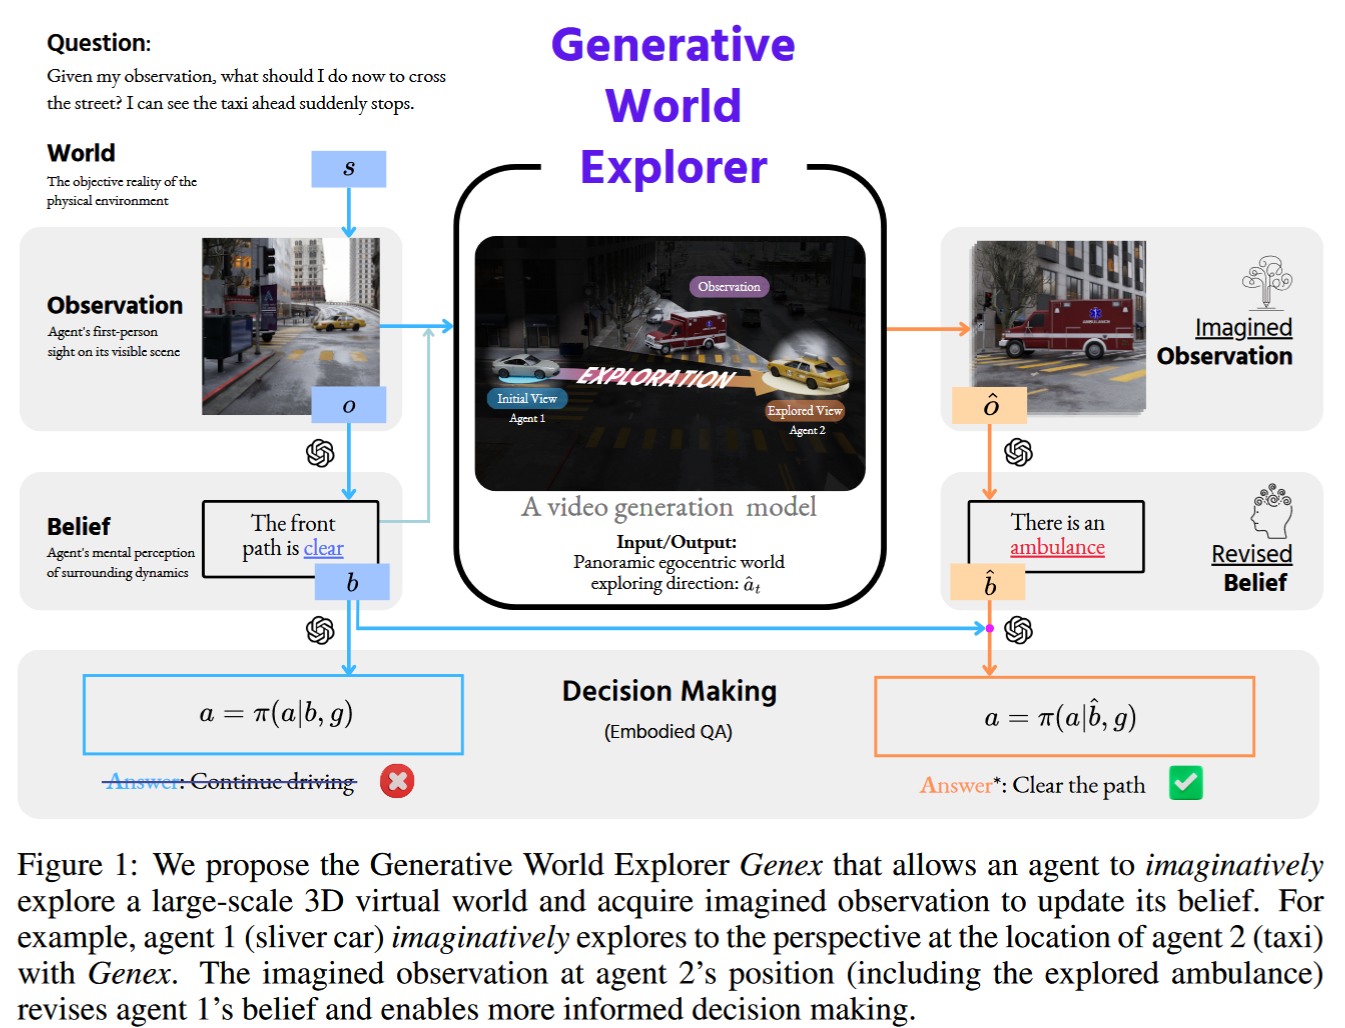 Question:
Given my observation, what should I do now to cross
the street? I can see the taxi ahead suddenly stops.
Generative
World
Explorer
World
The objective reality of the
physical environment
s
Observation
Agent's first-person
sight on its visible scene
o
Belief
Agent's mental perception
of surrounding dynamics
The front
path is clear
b
Observation
EXPLORATION
Initial View
Agent 1
Explored View
Agent 2
A video generation model
Input/Output:
Panoramic egocentric world
exploring direction: â_t
AMBULANCE
Imagined
Observation
ô
There is an
ambulance
Revised
Belief
b̂
Decision Making
(Embodied QA)
a = π(a|b, g)
Answer: Continue driving
a = π(a|b̂, g)
Answer*: Clear the path
Figure 1: We propose the Generative World Explorer Genex that allows an agent to imaginatively
explore a large-scale 3D virtual world and acquire imagined observation to update its belief. For
example, agent 1 (sliver car) imaginatively explores to the perspective at the location of agent 2 (taxi)
with Genex. The imagined observation at agent 2's position (including the explored ambulance)
revises agent 1's belief and enables more informed decision making.